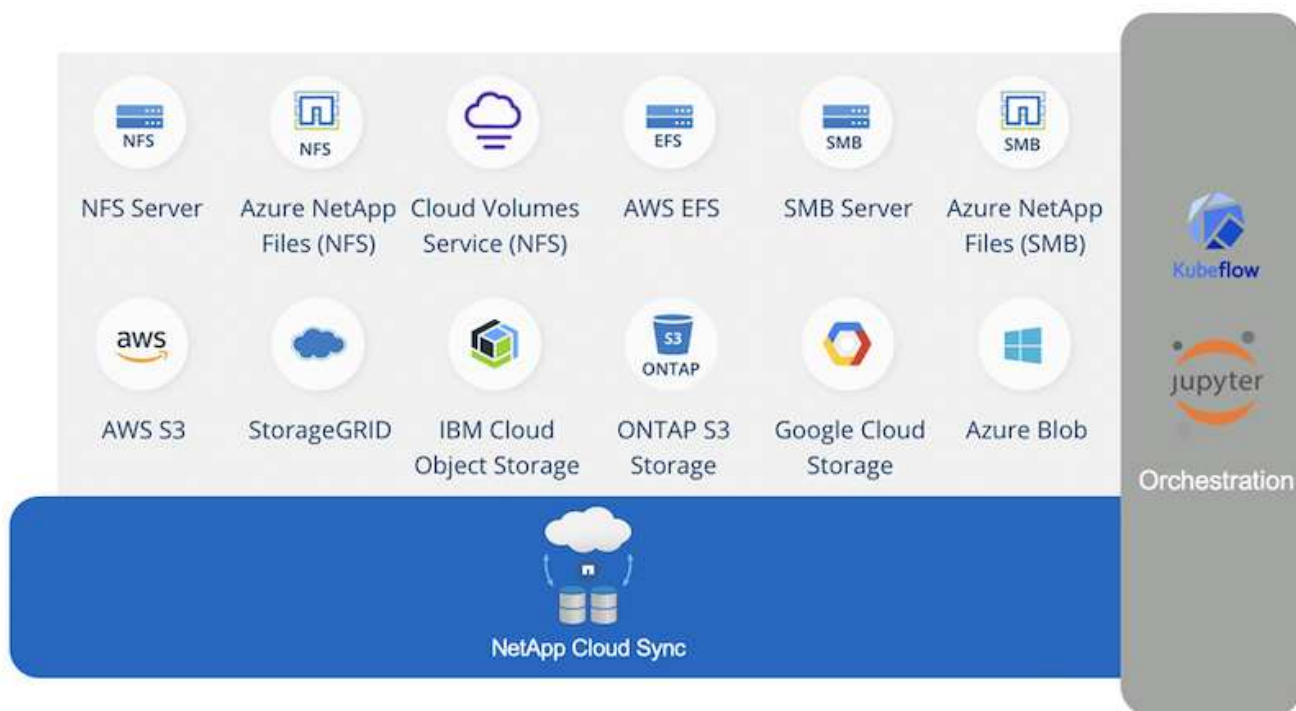 NFS
NFS
EFS
SMB
SMB
NFS Server
Azure NetApp
Files (NFS)
Cloud Volumes
Service (NFS)
AWS EFS
SMB Server
Azure NetApp
Files (SMB)
aws
S3
ONTAP
AWS S3
StorageGRID
IBM Cloud
Object Storage
ONTAP S3
Storage
Google Cloud
Storage
Azure Blob
NetApp Cloud Sync
Kubeflow
jupyter
Orchestration